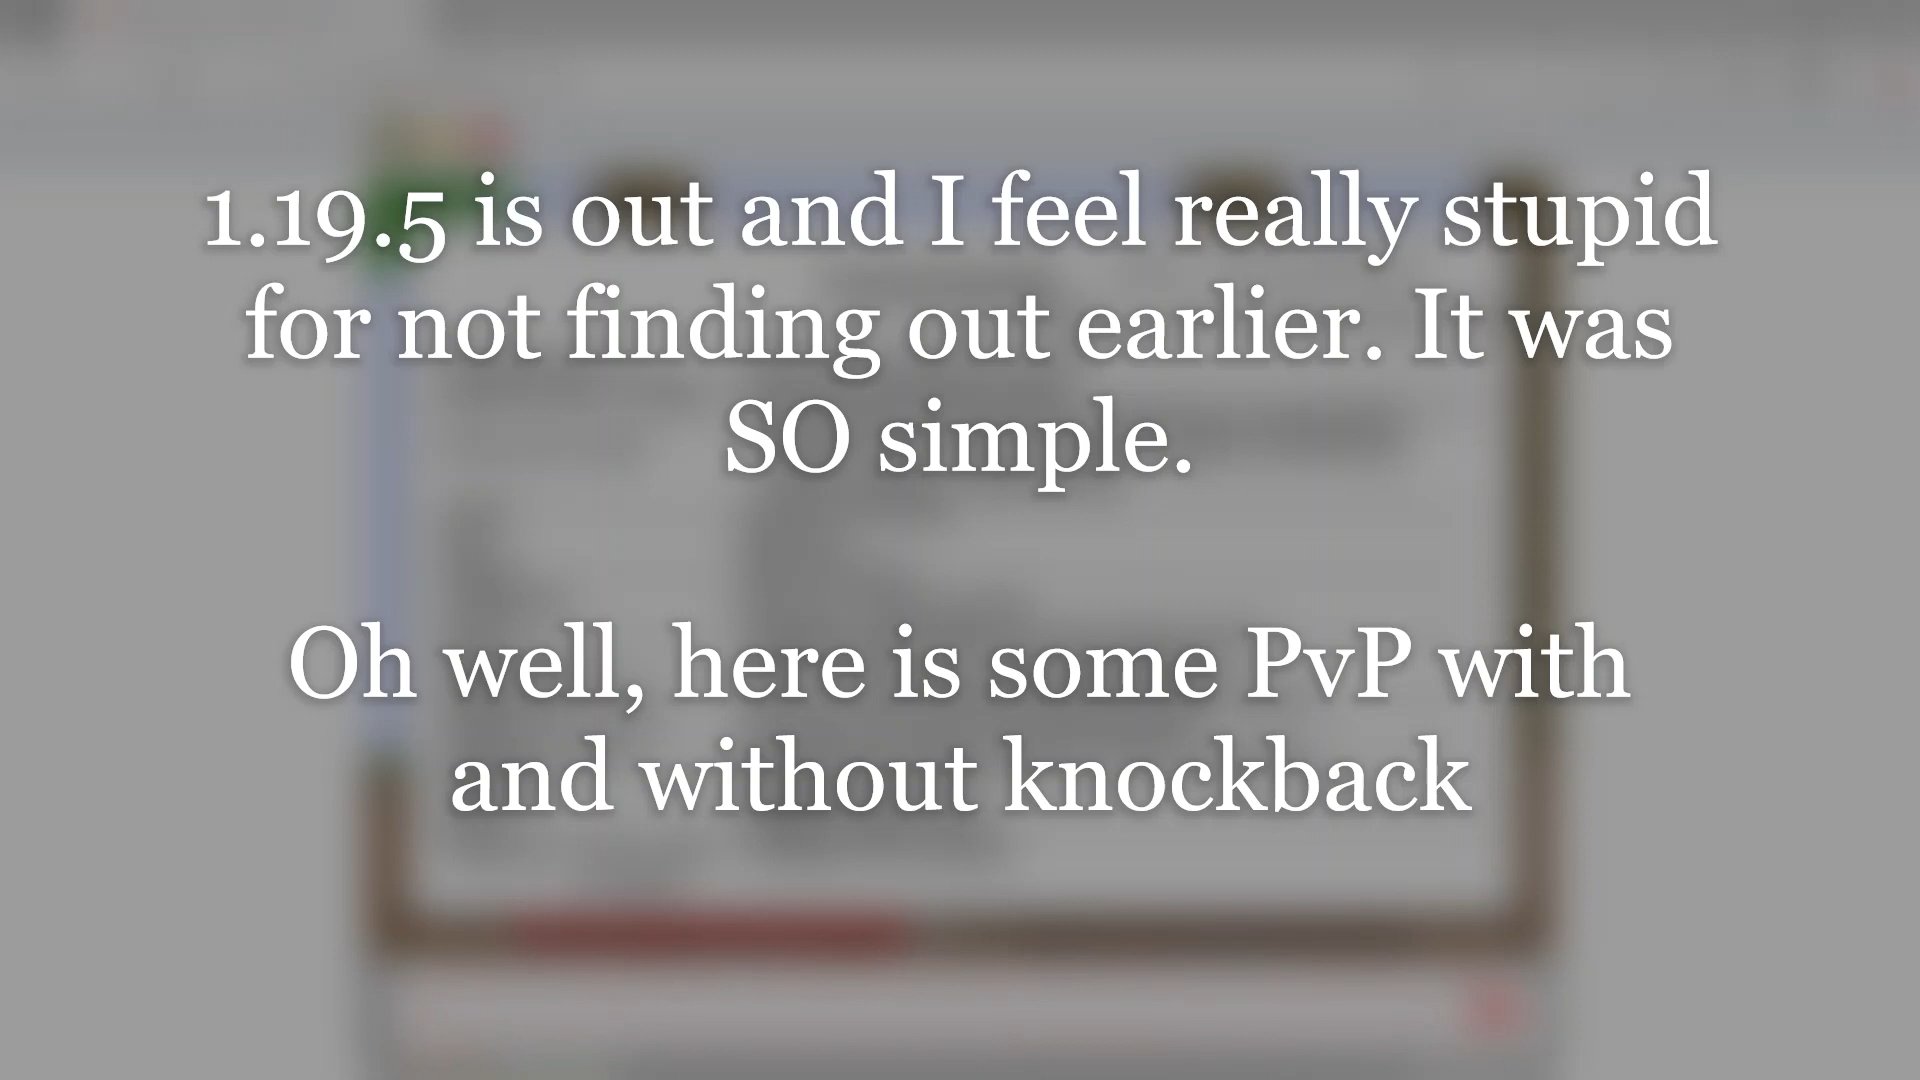 1.19.5 is out and I feel really stupid
for not finding out earlier. It was
SO simple.
Oh well, here is some PvP with
and without knockback